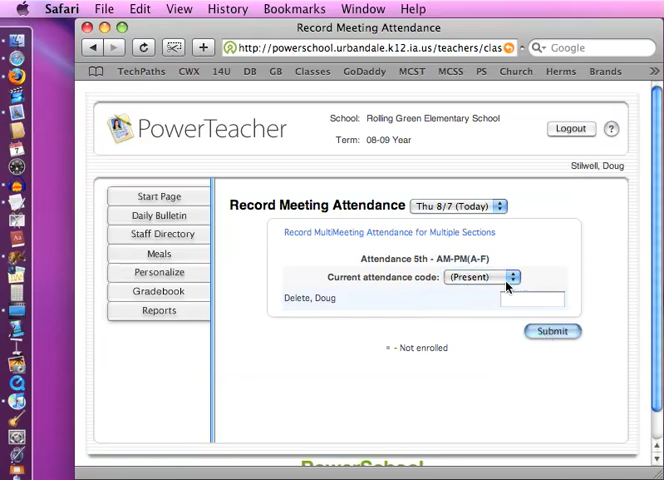 Safari File Edit View History Bookmarks Window Help
Record Meeting Attendance
http://powerschool.urbandale.k12.ia.us/teachers/clas
Google
TechPaths CWX 14U DB GB Classes GoDaddy MCST MCSS PS Church Herms Brands »
PowerTeacher
School: Rolling Green Elementary School
Term: 08-09 Year
Logout
?
Stilwell, Doug
Start Page
Daily Bulletin
Staff Directory
Meals
Personalize
Gradebook
Reports
Record Meeting Attendance Thu 8/7 (Today)
Record MultiMeeting Attendance for Multiple Sections
Attendance 5th - AM-PM(A-F)
Current attendance code: (Present)
Delete, Doug
Submit
= - Not enrolled
PowerSchool